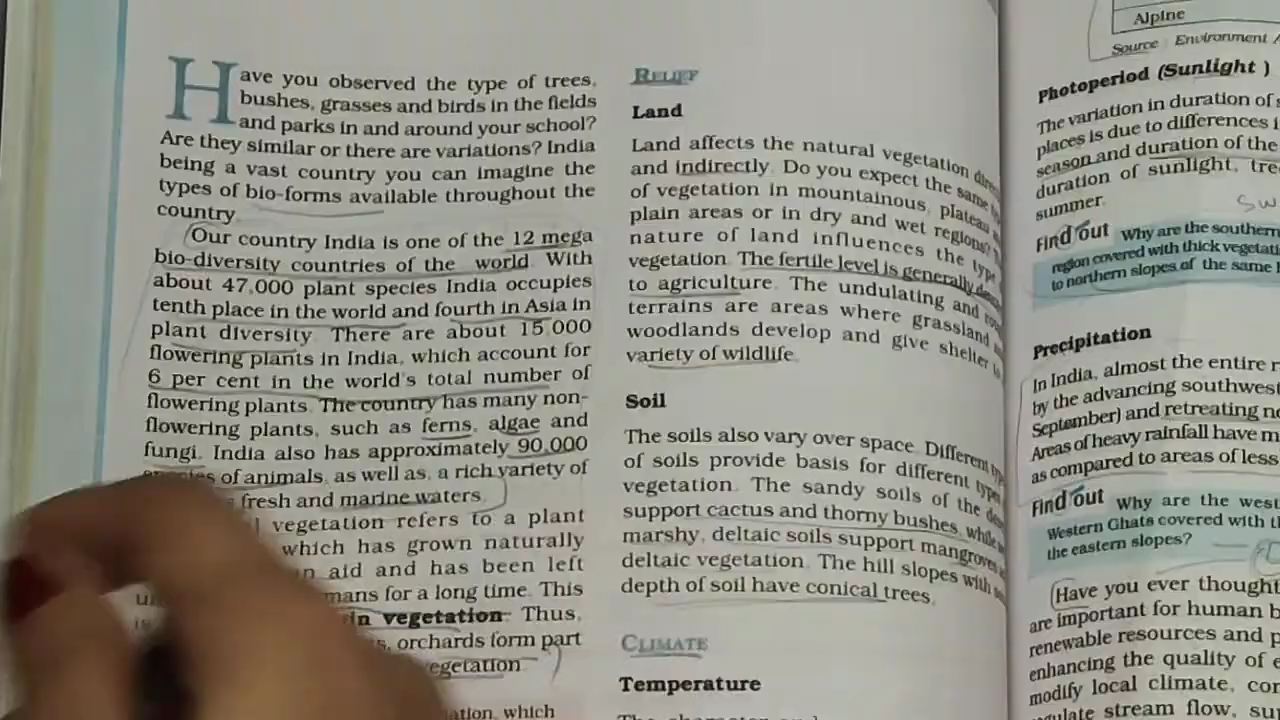 Have you observed the type of trees,
bushes, grasses and birds in the fields
and parks in and around your school?
Are they similar or there are variations? India
being a vast country you can imagine the
types of bio-forms available throughout the
country.
Our country India is one of the 12 mega
bio-diversity countries of the world. With
about 47,000 plant species India occupies
tenth place in the world and fourth in Asia in
plant diversity. There are about 15,000
flowering plants in India, which account for
6 per cent in the world's total number of
flowering plants. The country has many non-
flowering plants, such as ferns, algae and
fungi. India also has approximately 90,000
species of animals, as well as, a rich variety of
fresh and marine waters.
vegetation refers to a plant
which has grown naturally
aid and has been left
for a long time. This
vegetation. Thus,
orchards form part
which
RELIEF
Land
Land affects the natural vegetation
and indirectly. Do you expect the same
of vegetation in mountainous, plateau
plain areas or in dry and wet regions?
nature of land influences the type
vegetation. The fertile level is generally
to agriculture. The undulating and
terrains are areas where grassland
woodlands develop and give shelter to
variety of wildlife.
Soil
The soils also vary over space. Different
of soils provide basis for different
vegetation. The sandy soils of the
support cactus and thorny bushes, while
marshy, deltaic soils support mangroves
deltaic vegetation. The hill slopes with
depth of soil have conical trees.
CLIMATE
Temperature
Alpine
Source : Environment
Photoperiod (Sunlight )
The variation in duration of
places is due to differences
season and duration of the
duration of sunlight,
summer.
Find out Why are the southern
region covered with thick
to northern slopes of the same
Precipitation
In India, almost the entire
by the advancing southwest
September) and retreating
Areas of heavy rainfall have
as compared to areas of less
Find out Why are the
Western Ghats covered with
the eastern slopes?
Have you ever thought
are important for human
renewable resources and
enhancing the quality of
modify local climate,
stream flow,